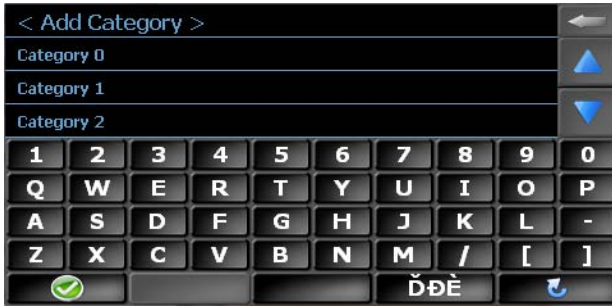 < Add Category >
Category 0
Category 1
Category 2
1 2 3 4 5 6 7 8 9 0
Q W E R T Y U I O P
A S D F G H J K L -
Z X C V B N M / [ ]
ĎĐÈ